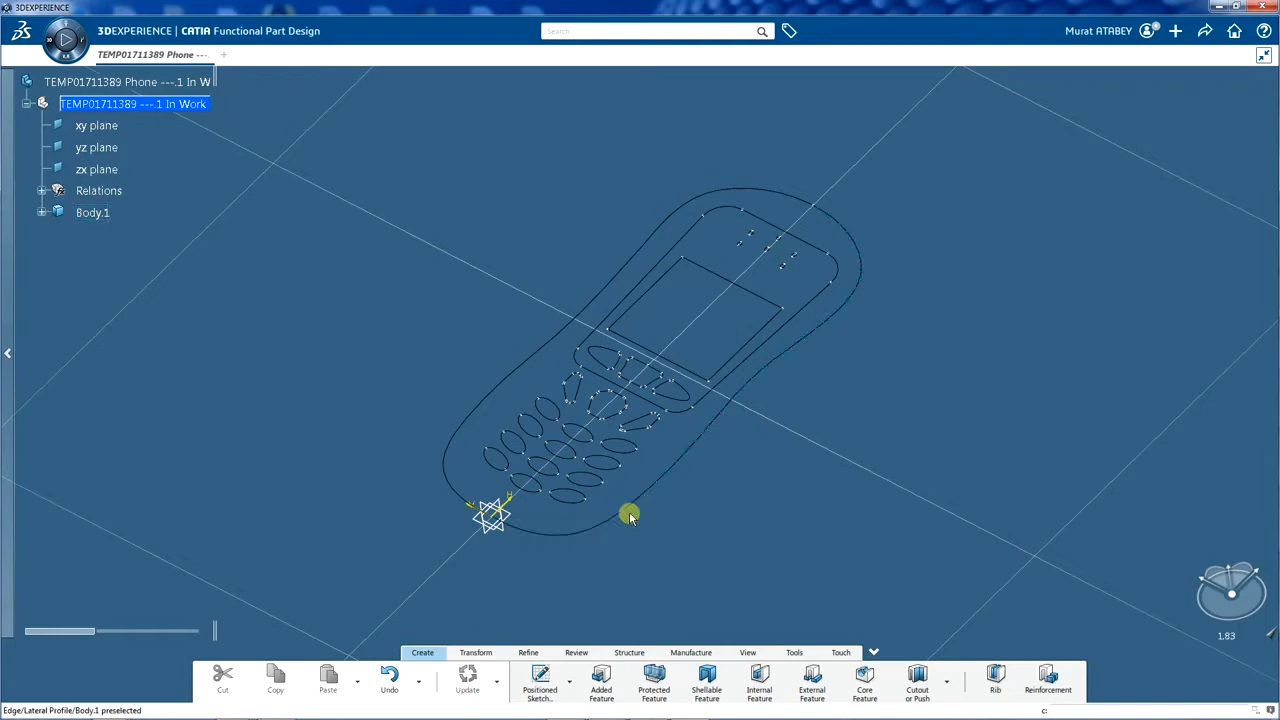 3DEXPERIENCE
3DEXPERIENCE | CATIA Functional Part Design
Search
Murat ATABEY
TEMP01711389 Phone ---.
TEMP01711389 Phone ---.1 In W
TEMP01711389 ---.1 In Work
xy plane
yz plane
zx plane
Relations
Body.1
H
1.83
Create
Transform
Refine
Review
Structure
Manufacture
View
Tools
Touch
Cut
Copy
Paste
Undo
Update
Positioned
Sketch...
Added
Feature
Protected
Feature
Shellable
Feature
Internal
Feature
External
Feature
Core
Feature
Cutout
or Push
Rib
Reinforcement
Edge/Lateral Profile/Body.1 preselected
c: